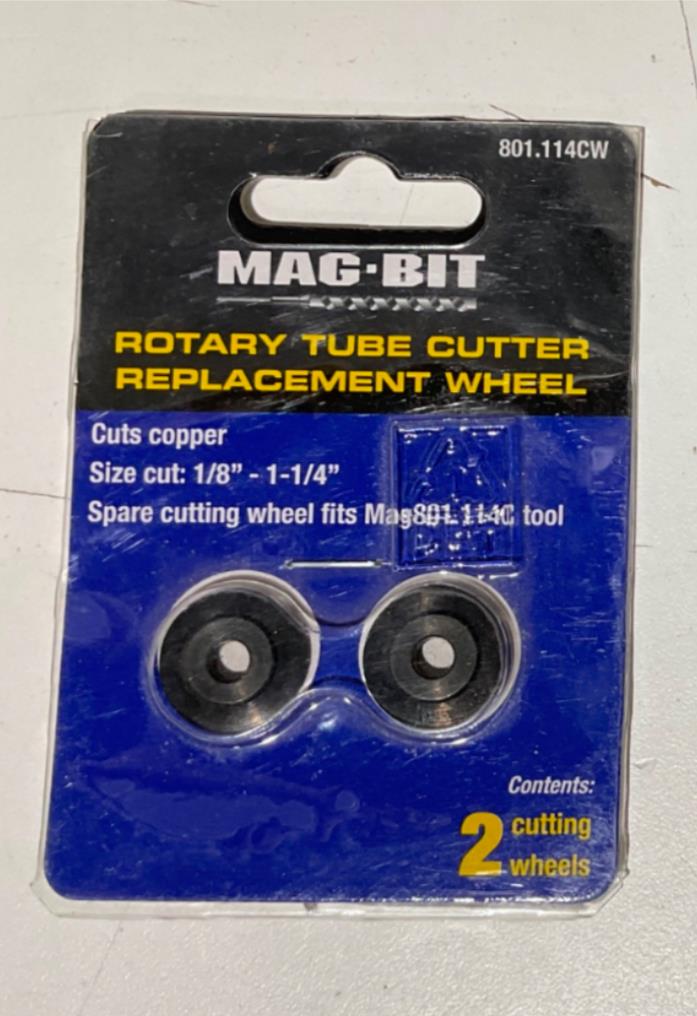 801.114CW
MAG·BIT
ROTARY TUBE CUTTER
REPLACEMENT WHEEL
Cuts copper
Size cut: 1/8” - 1-1/4”
Spare cutting wheel fits Mag801.114C tool
Contents:
2 cutting
wheels